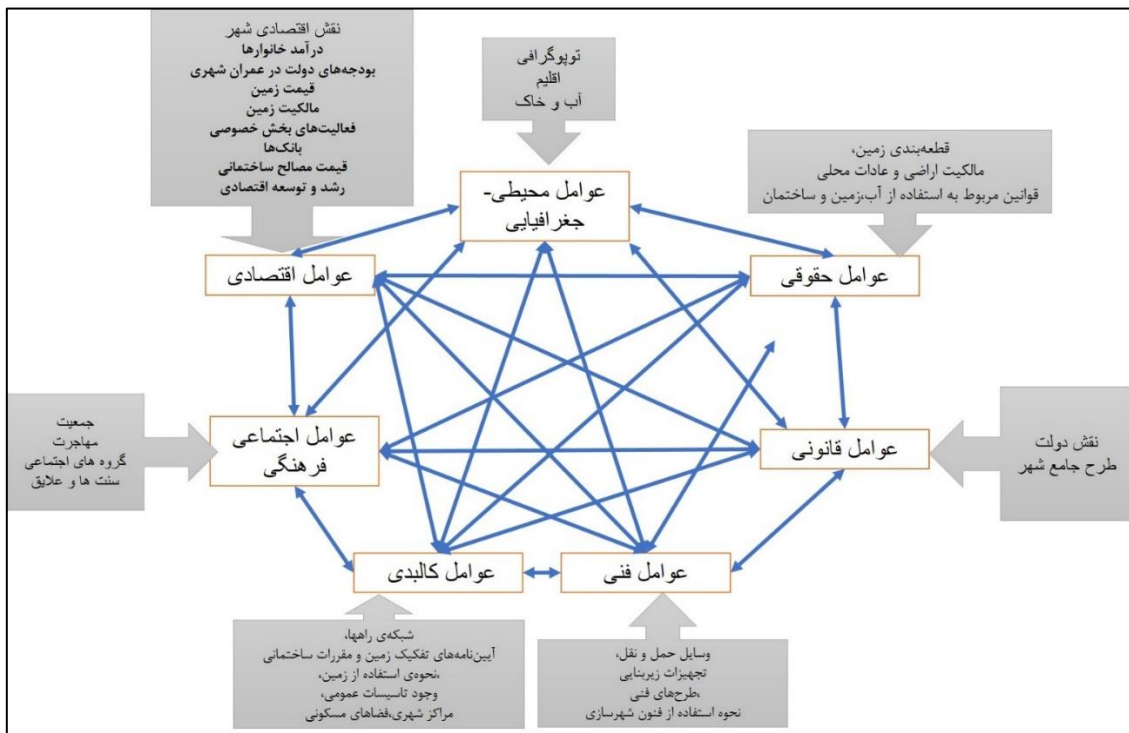 نقش اقتصادی شهر
درآمد خانوارها
بودجه‌های دولت در عمران شهری
قیمت زمین
مالکیت زمین
فعالیت‌های بخش خصوصی
بانک‌ها
قیمت مصالح ساختمانی
رشد و توسعه اقتصادی
توپوگرافی
اقلیم
آب و خاک
قطعه‌بندی زمین،
مالکیت اراضی و عادات محلی
قوانین مربوط به استفاده از آب،زمین و ساختمان
عوامل محیطی-
جغرافیایی
عوامل حقوقی
عوامل اقتصادی
عوامل قانونی
نقش دولت
طرح جامع شهر
عوامل اجتماعی
فرهنگی
جمعیت
مهاجرت
گروه های اجتماعی
سنت ها و علایق
عوامل فنی
عوامل کالبدی
وسایل حمل و نقل،
تجهیزات زیربنایی
،طرح‌های فنی
نحوه استفاده از فنون شهرسازی
شبکه‌ی راهها،
آیین‌نامه‌های تفکیک زمین و مقررات ساختمانی
،نحوه‌ی استفاده از زمین،
وجود تاسیسات عمومی،
مراکز شهری،فضاهای مسکونی